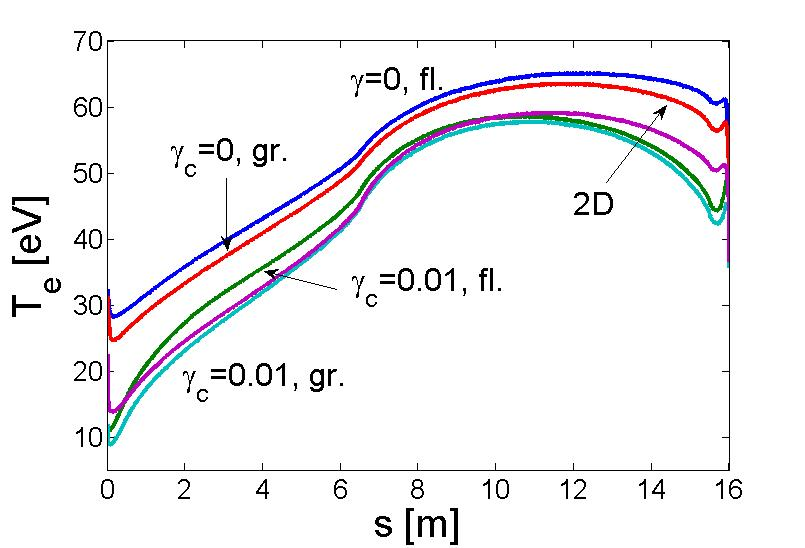 70
60
50
40
30
20
10
0
2
4
6
8
10
12
14
16
T_e [eV]
s [m]
γ=0, fl.
γ_c=0, gr.
2D
γ_c=0.01, fl.
γ_c=0.01, gr.